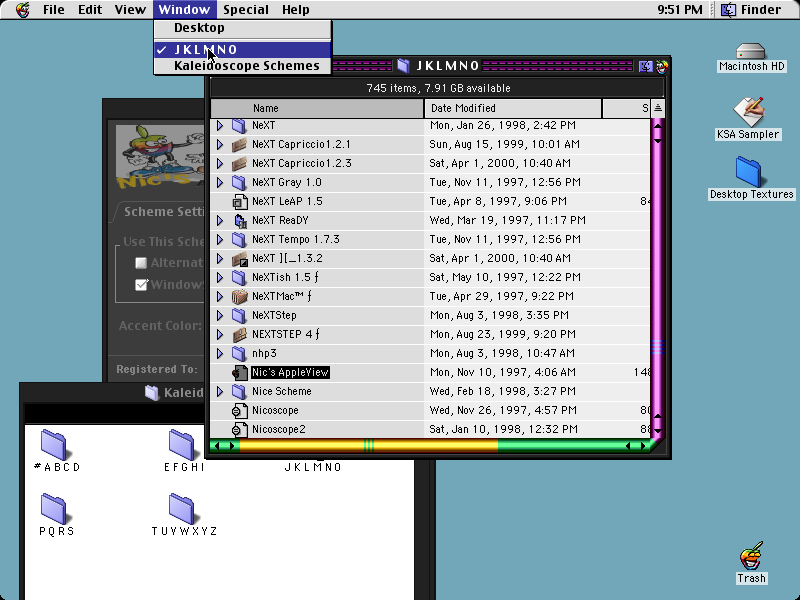 File Edit View Window Special Help 9:51 PM Finder
Desktop
✓ JKLMNO
Kaleidoscope Schemes
JKLMNO
745 items, 7.91 GB available
Name Date Modified S
NeXT Mon, Jan 26, 1998, 2:42 PM
NeXT Capriccio1.2.1 Sun, Aug 15, 1999, 10:01 AM
NeXT Capriccio1.2.3 Sat, Apr 1, 2000, 10:40 AM
NeXT Gray 1.0 Tue, Nov 11, 1997, 12:56 PM
NeXT LeAP 1.5 Tue, Apr 8, 1997, 9:06 PM 84
NeXT ReaDY Wed, Mar 19, 1997, 11:17 PM
NeXT Tempo 1.7.3 Tue, Nov 11, 1997, 12:56 PM
NeXT ][_1.3.2 Sat, Apr 1, 2000, 10:40 AM
NeXTish 1.5 ƒ Sat, May 10, 1997, 12:22 PM
NeXTMac™ ƒ Tue, Apr 29, 1997, 9:22 PM
NeXTStep Mon, Aug 3, 1998, 3:35 PM
NEXTSTEP 4 ƒ Mon, Aug 23, 1999, 9:20 PM
nhp3 Mon, Aug 3, 1998, 10:47 AM
Nic's AppleView Mon, Nov 10, 1997, 4:06 AM 148
Nice Scheme Wed, Feb 18, 1998, 3:27 PM
Nicoscope Wed, Nov 26, 1997, 4:57 PM 80
Nicoscope2 Sat, Jan 10, 1998, 12:32 PM 88
Nic's
Scheme Setti
Use This Sche
Alternat
Window
Accent Color:
Registered To:
Kaleid
#ABCD
EFGHI
JKLMNO
PQRS
TUVWXYZ
Macintosh HD
KSA Sampler
Desktop Textures
Trash